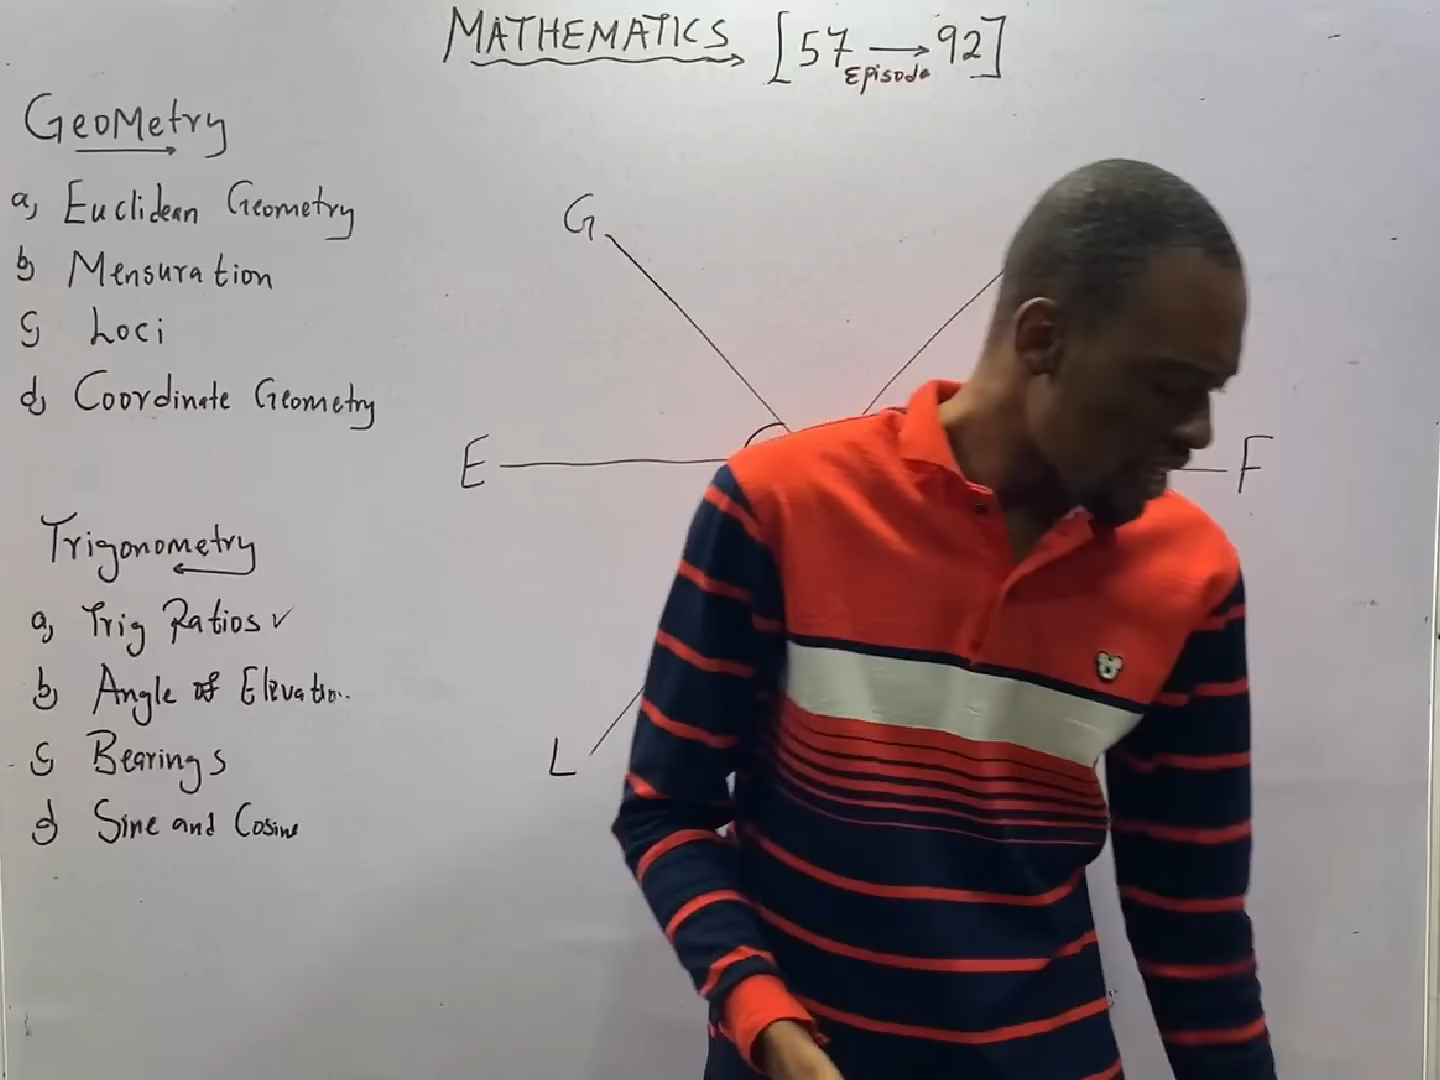 MATHEMATICS [57 → 92]
Episode
GeoMetry
a, Euclidean Geometry
b, Mensuration
c, Loci
d, Coordinate Geometry
Trigonometry
a, Trig Ratios ✓
b, Angle of Elevatio..
c, Bearings
d, Sine and Cosine
G
E
F
L